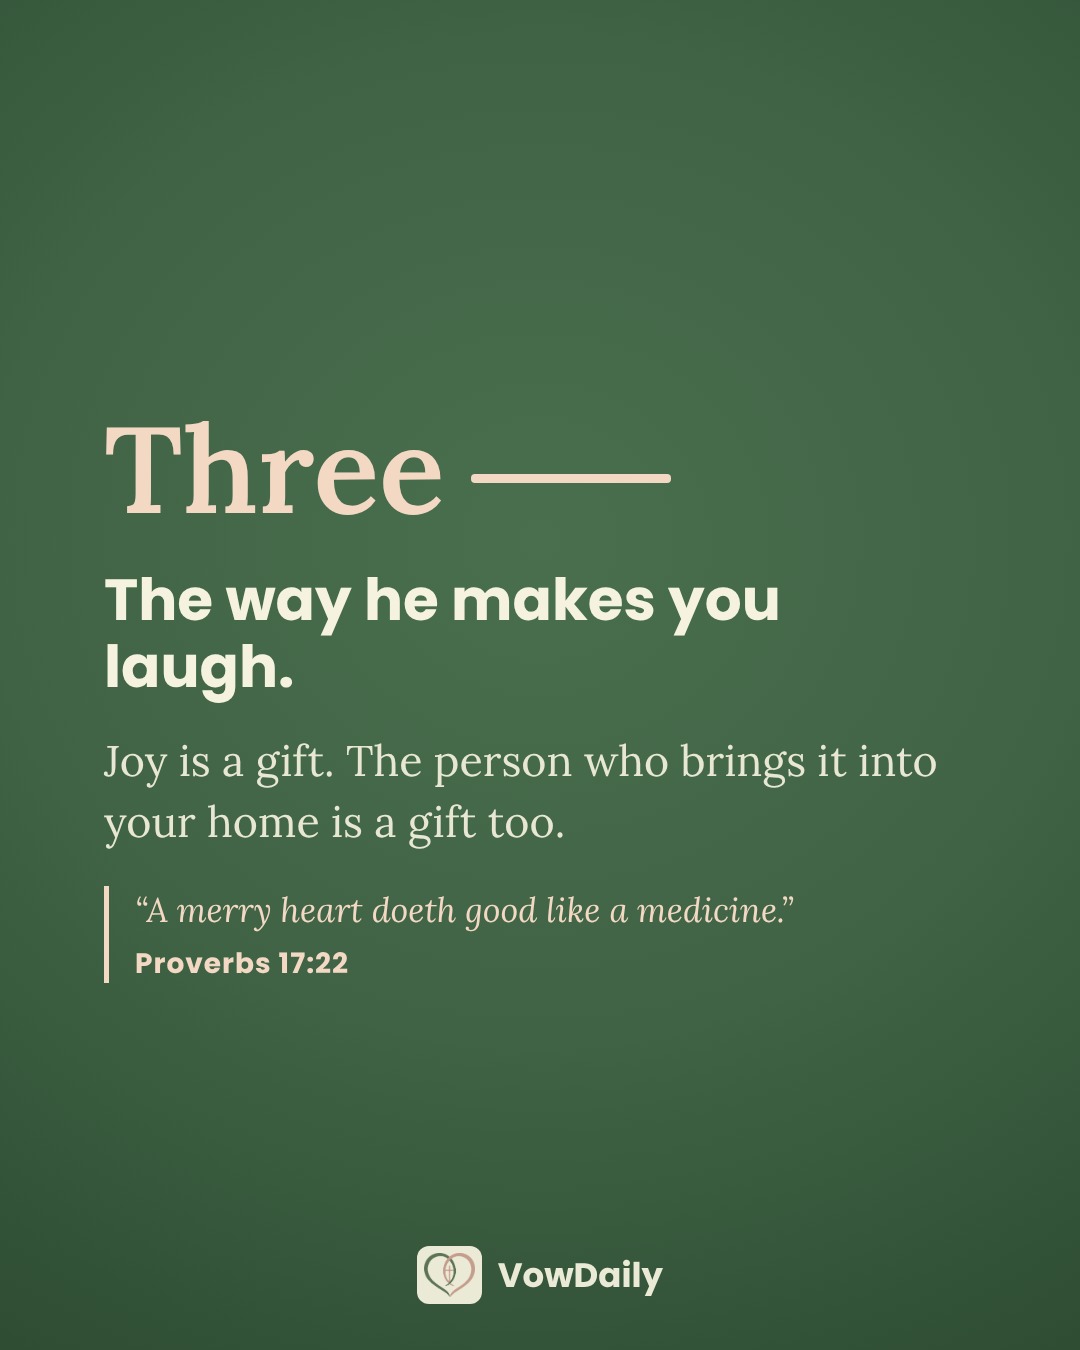 Three
The way he makes you
laugh.
Joy is a gift. The person who brings it into
your home is a gift too.
“A merry heart doeth good like a medicine.”
Proverbs 17:22
VowDaily